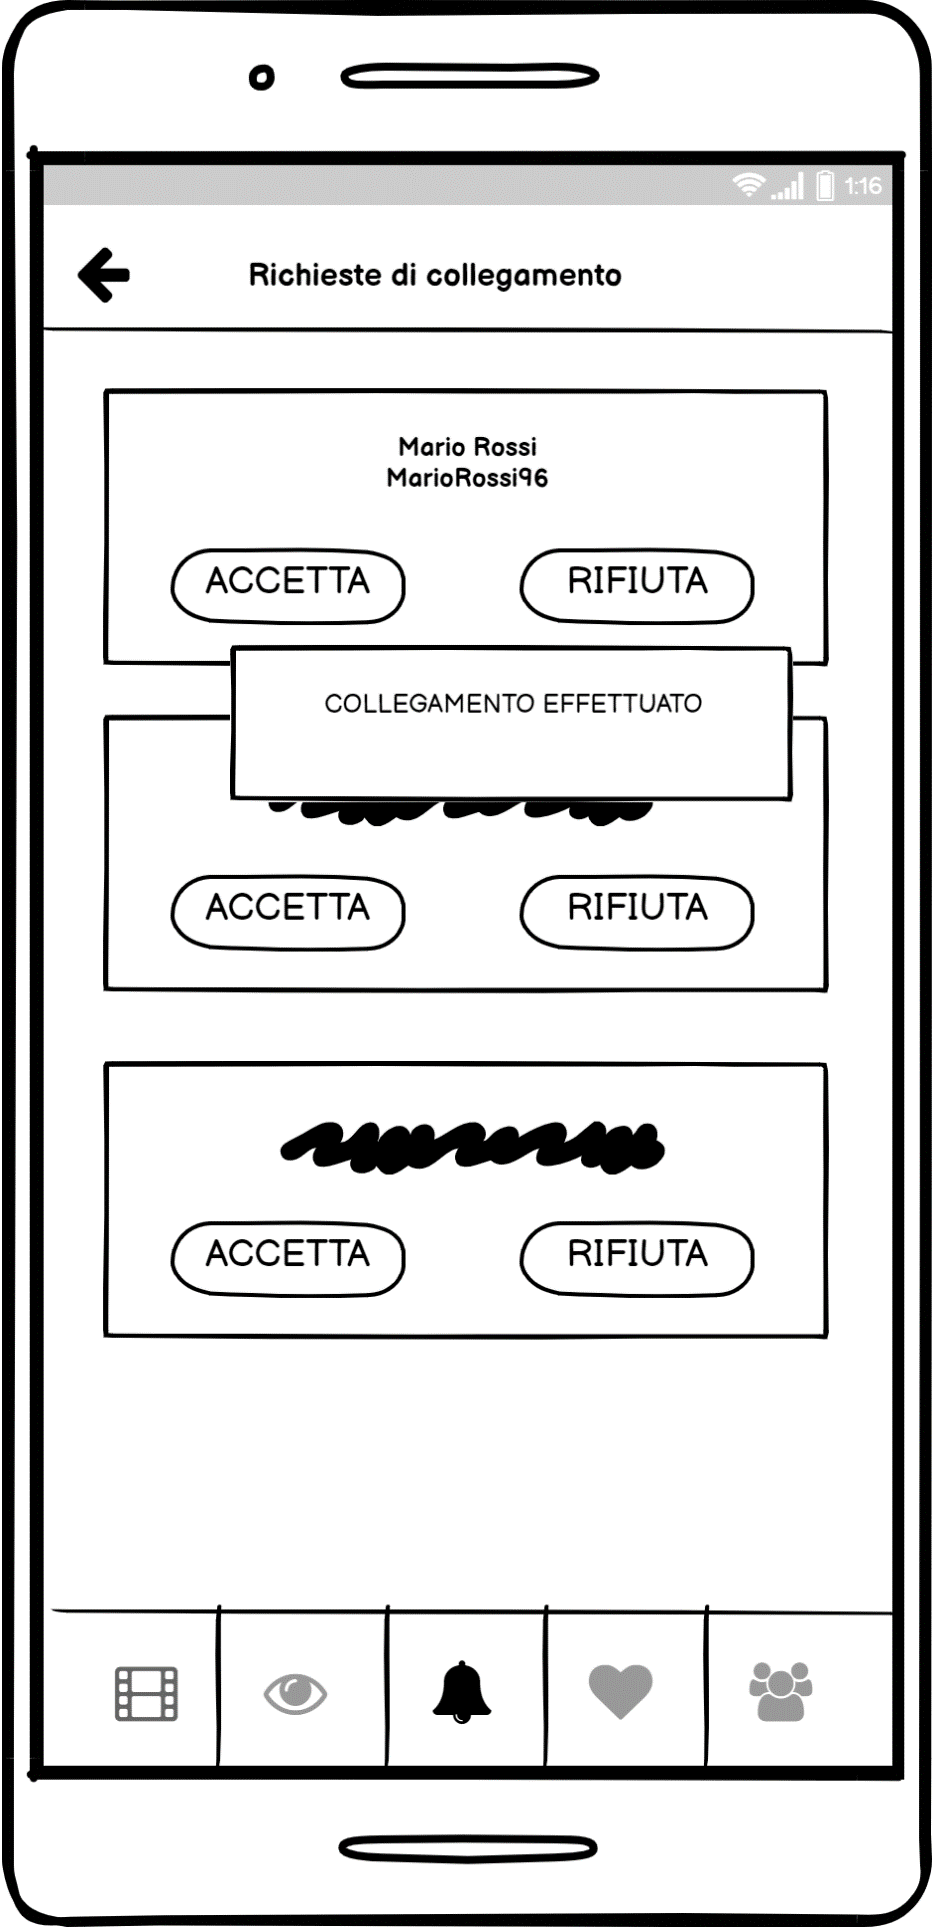 1:16
Richieste di collegamento
Mario Rossi
MarioRossi96
ACCETTA RIFIUTA
COLLEGAMENTO EFFETTUATO
ACCETTA RIFIUTA
ACCETTA RIFIUTA